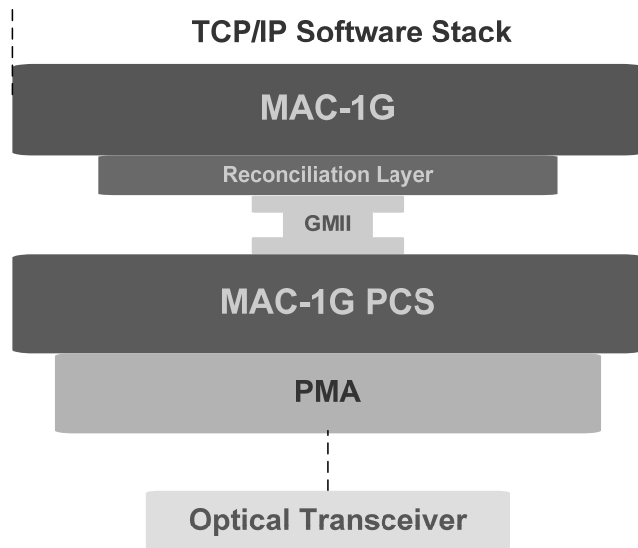 TCP/IP Software Stack
MAC-1G
Reconciliation Layer
GMII
MAC-1G PCS
PMA
Optical Transceiver